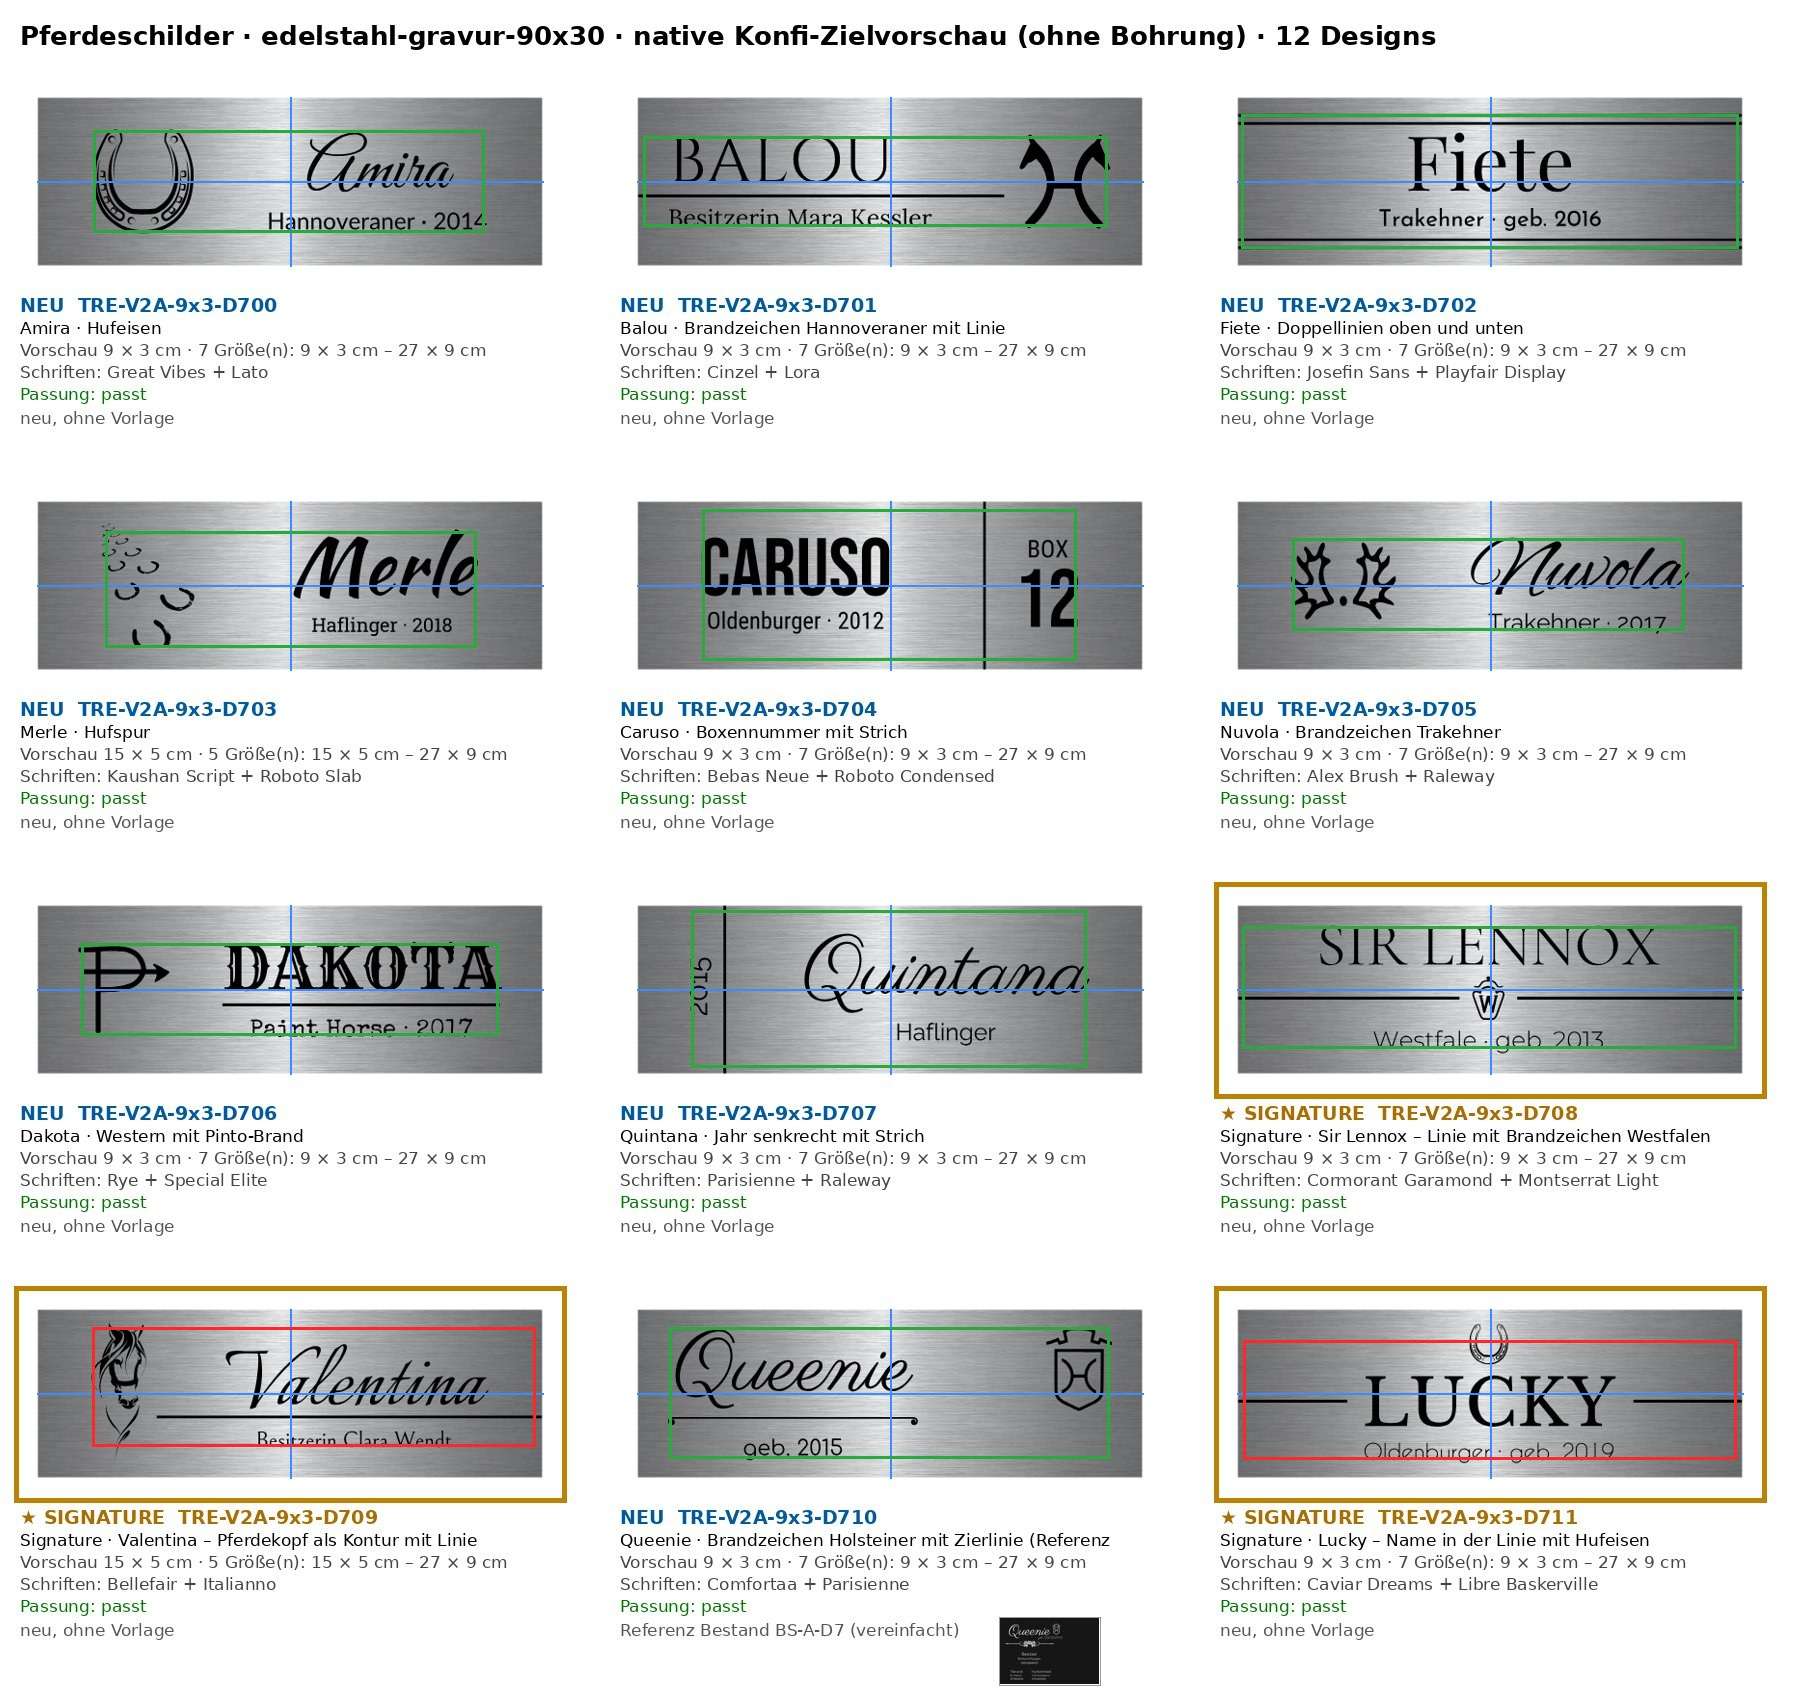 Pferdeschilder · edelstahl-gravur-90x30 · native Konfi-Zielvorschau (ohne Bohrung) · 12 Designs
Amira
Hannoveraner · 2014
NEU TRE-V2A-9x3-D700
Amira · Hufeisen
Vorschau 9 × 3 cm · 7 Größe(n): 9 × 3 cm – 27 × 9 cm
Schriften: Great Vibes + Lato
Passung: passt
neu, ohne Vorlage
BALOU
Besitzerin Mara Kessler
NEU TRE-V2A-9x3-D701
Balou · Brandzeichen Hannoveraner mit Linie
Vorschau 9 × 3 cm · 7 Größe(n): 9 × 3 cm – 27 × 9 cm
Schriften: Cinzel + Lora
Passung: passt
neu, ohne Vorlage
Fiete
Trakehner · geb. 2016
NEU TRE-V2A-9x3-D702
Fiete · Doppellinien oben und unten
Vorschau 9 × 3 cm · 7 Größe(n): 9 × 3 cm – 27 × 9 cm
Schriften: Josefin Sans + Playfair Display
Passung: passt
neu, ohne Vorlage
Merle
Haflinger · 2018
NEU TRE-V2A-9x3-D703
Merle · Hufspur
Vorschau 15 × 5 cm · 5 Größe(n): 15 × 5 cm – 27 × 9 cm
Schriften: Kaushan Script + Roboto Slab
Passung: passt
neu, ohne Vorlage
CARUSO
Oldenburger · 2012
BOX
12
NEU TRE-V2A-9x3-D704
Caruso · Boxennummer mit Strich
Vorschau 9 × 3 cm · 7 Größe(n): 9 × 3 cm – 27 × 9 cm
Schriften: Bebas Neue + Roboto Condensed
Passung: passt
neu, ohne Vorlage
Nuvola
Trakehner · 2017
NEU TRE-V2A-9x3-D705
Nuvola · Brandzeichen Trakehner
Vorschau 9 × 3 cm · 7 Größe(n): 9 × 3 cm – 27 × 9 cm
Schriften: Alex Brush + Raleway
Passung: passt
neu, ohne Vorlage
DAKOTA
Paint Horse · 2017
NEU TRE-V2A-9x3-D706
Dakota · Western mit Pinto-Brand
Vorschau 9 × 3 cm · 7 Größe(n): 9 × 3 cm – 27 × 9 cm
Schriften: Rye + Special Elite
Passung: passt
neu, ohne Vorlage
2015
Quintana
Haflinger
NEU TRE-V2A-9x3-D707
Quintana · Jahr senkrecht mit Strich
Vorschau 9 × 3 cm · 7 Größe(n): 9 × 3 cm – 27 × 9 cm
Schriften: Parisienne + Raleway
Passung: passt
neu, ohne Vorlage
SIR LENNOX
W
Westfale · geb. 2013
★ SIGNATURE TRE-V2A-9x3-D708
Signature · Sir Lennox – Linie mit Brandzeichen Westfalen
Vorschau 9 × 3 cm · 7 Größe(n): 9 × 3 cm – 27 × 9 cm
Schriften: Cormorant Garamond + Montserrat Light
Passung: passt
neu, ohne Vorlage
Valentina
Besitzerin Clara Wendt
★ SIGNATURE TRE-V2A-9x3-D709
Signature · Valentina – Pferdekopf als Kontur mit Linie
Vorschau 15 × 5 cm · 5 Größe(n): 15 × 5 cm – 27 × 9 cm
Schriften: Bellefair + Italianno
Passung: passt
neu, ohne Vorlage
Queenie
geb. 2015
NEU TRE-V2A-9x3-D710
Queenie · Brandzeichen Holsteiner mit Zierlinie (Referenz
Vorschau 9 × 3 cm · 7 Größe(n): 9 × 3 cm – 27 × 9 cm
Schriften: Comfortaa + Parisienne
Passung: passt
Referenz Bestand BS-A-D7 (vereinfacht)
Queenie
LUCKY
Oldenburger · geb. 2019
★ SIGNATURE TRE-V2A-9x3-D711
Signature · Lucky – Name in der Linie mit Hufeisen
Vorschau 9 × 3 cm · 7 Größe(n): 9 × 3 cm – 27 × 9 cm
Schriften: Caviar Dreams + Libre Baskerville
Passung: passt
neu, ohne Vorlage